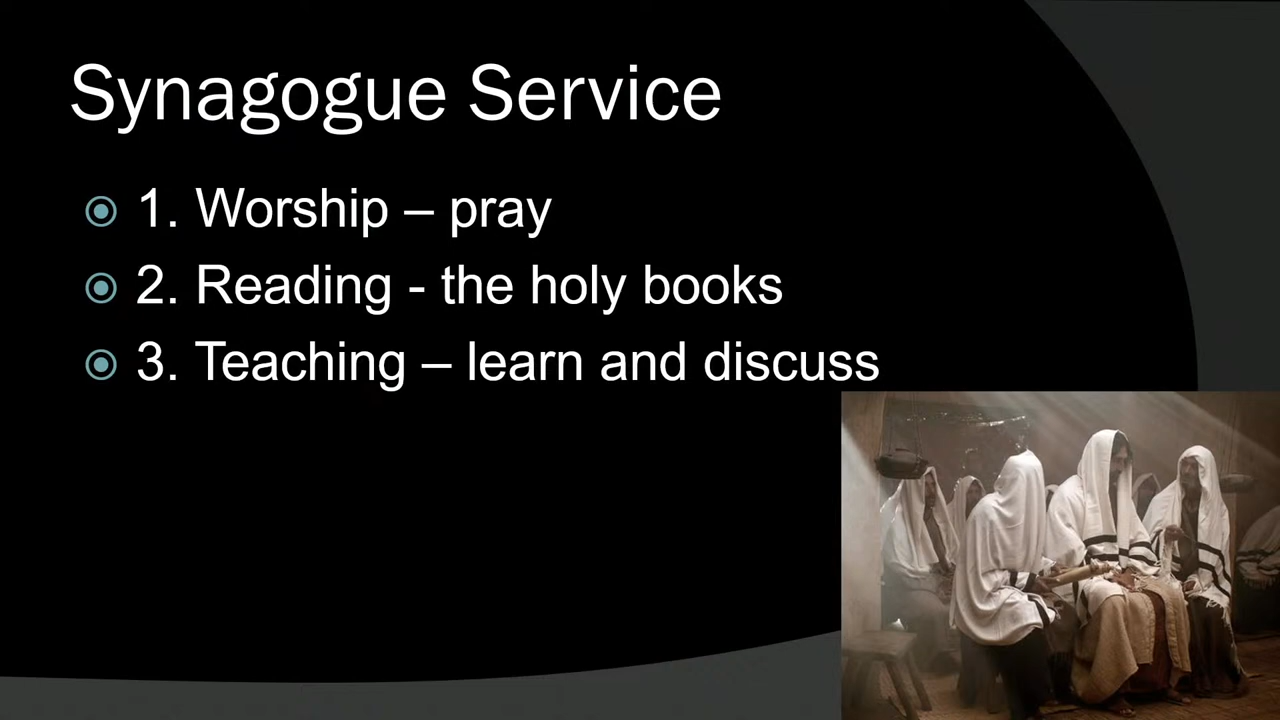 Synagogue Service
1. Worship – pray
2. Reading - the holy books
3. Teaching – learn and discuss